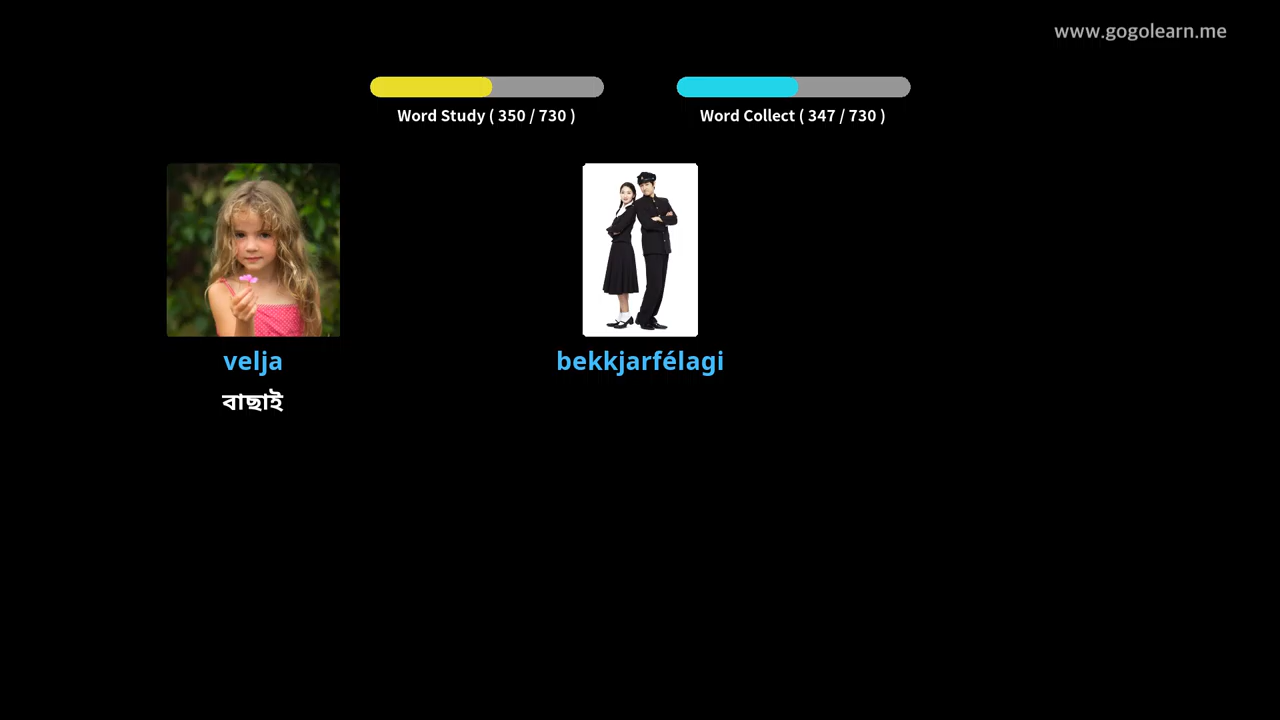 www.gogolearn.me
Word Study ( 350 / 730 )
Word Collect ( 347 / 730 )
velja
bekkjarfélagi
বাছাই